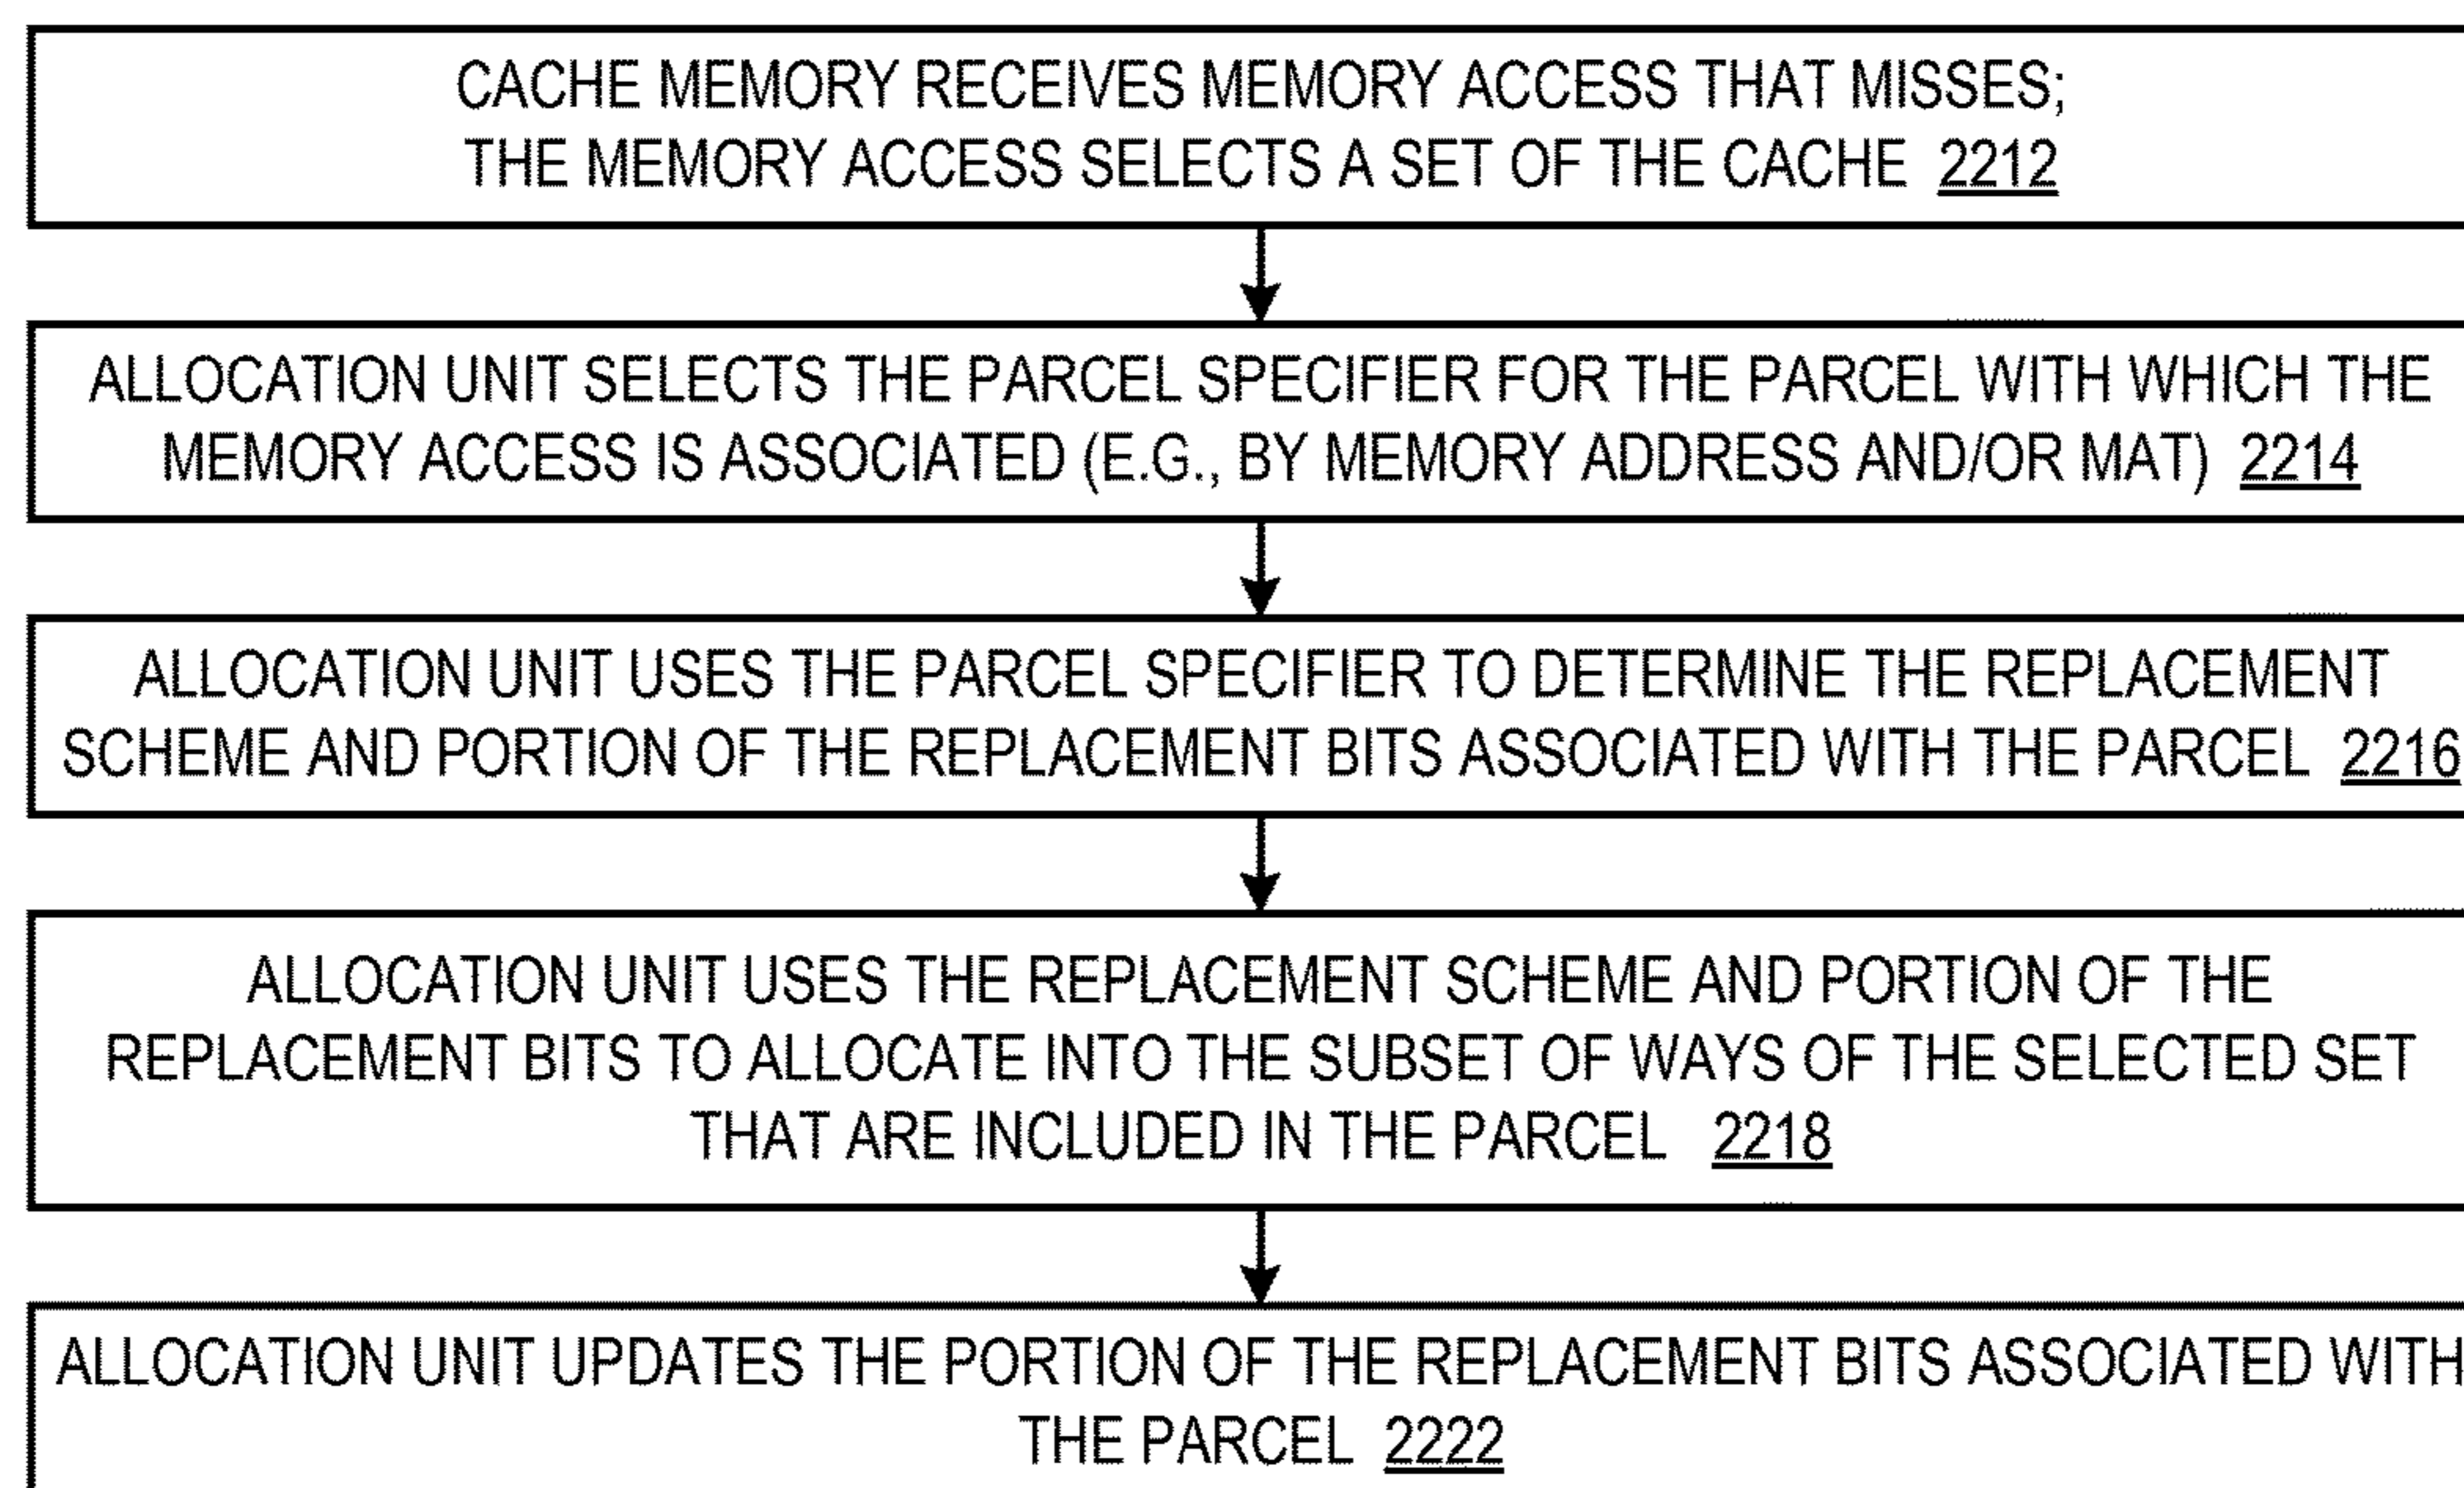 CACHE MEMORY RECEIVES MEMORY ACCESS THAT MISSES;
THE MEMORY ACCESS SELECTS A SET OF THE CACHE 2212
ALLOCATION UNIT SELECTS THE PARCEL SPECIFIER FOR THE PARCEL WITH WHICH THE
MEMORY ACCESS IS ASSOCIATED (E.G., BY MEMORY ADDRESS AND/OR MAT) 2214
ALLOCATION UNIT USES THE PARCEL SPECIFIER TO DETERMINE THE REPLACEMENT
SCHEME AND PORTION OF THE REPLACEMENT BITS ASSOCIATED WITH THE PARCEL 2216
ALLOCATION UNIT USES THE REPLACEMENT SCHEME AND PORTION OF THE
REPLACEMENT BITS TO ALLOCATE INTO THE SUBSET OF WAYS OF THE SELECTED SET
THAT ARE INCLUDED IN THE PARCEL 2218
ALLOCATION UNIT UPDATES THE PORTION OF THE REPLACEMENT BITS ASSOCIATED WITH
THE PARCEL 2222